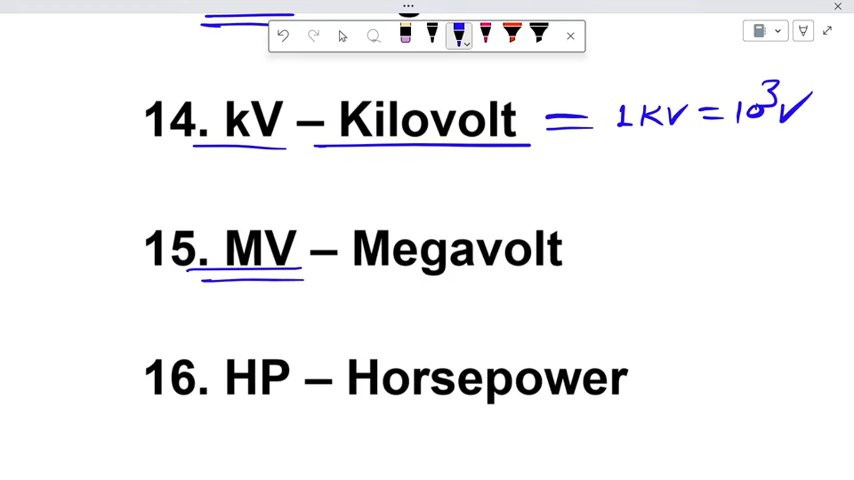 14. kV – Kilovolt = 1KV = 10³V
15. MV – Megavolt
16. HP – Horsepower